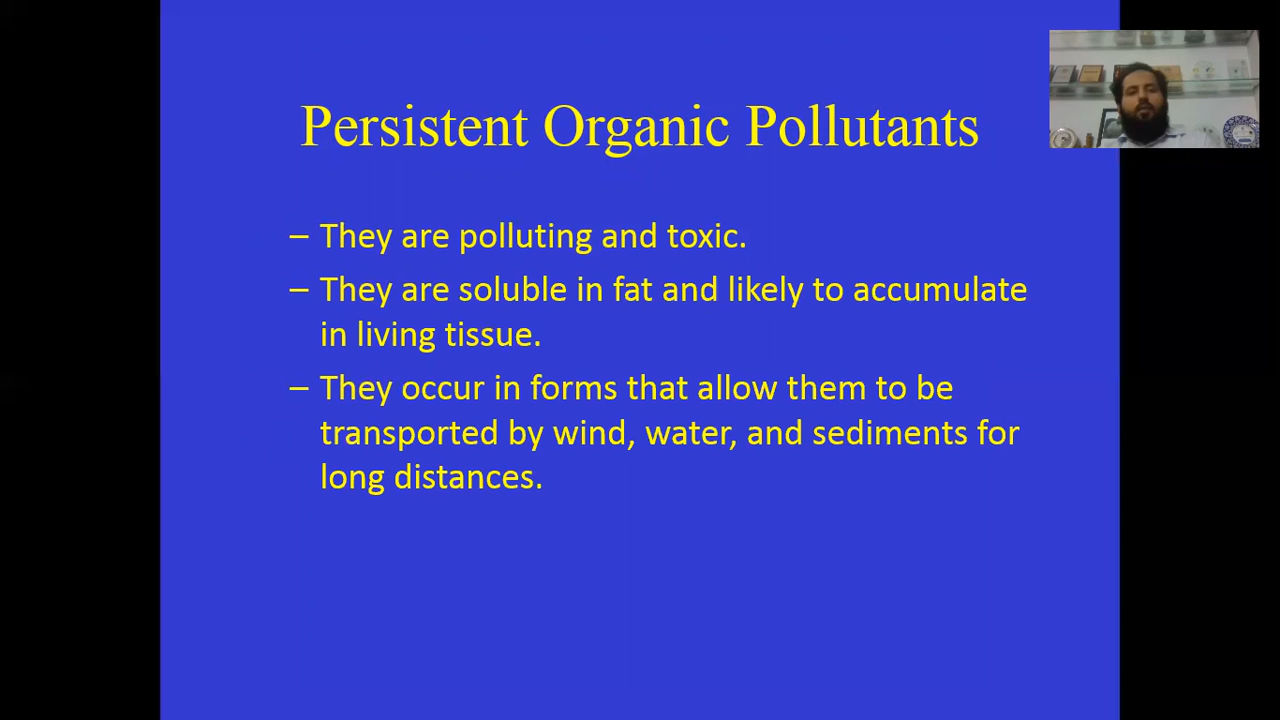 Persistent Organic Pollutants
– They are polluting and toxic.
– They are soluble in fat and likely to accumulate
in living tissue.
– They occur in forms that allow them to be
transported by wind, water, and sediments for
long distances.